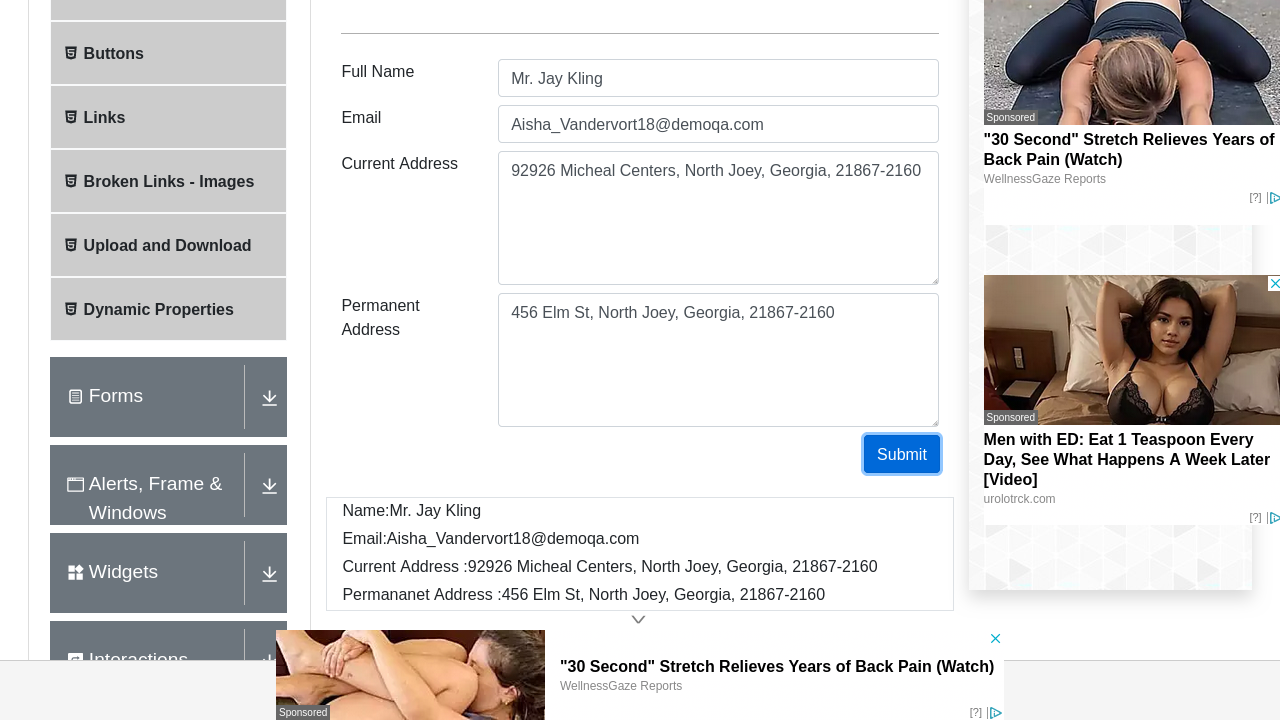 Buttons
Links
Broken Links - Images
Upload and Download
Dynamic Properties
Forms
Alerts, Frame &
Windows
Widgets
Interactions
Full Name
Mr. Jay Kling
Email
Aisha_Vandervort18@demoqa.com
Current Address
92926 Micheal Centers, North Joey, Georgia, 21867-2160
Permanent
Address
456 Elm St, North Joey, Georgia, 21867-2160
Submit
Name:Mr. Jay Kling
Email:Aisha_Vandervort18@demoqa.com
Current Address :92926 Micheal Centers, North Joey, Georgia, 21867-2160
Permananet Address :456 Elm St, North Joey, Georgia, 21867-2160
Sponsored
"30 Second" Stretch Relieves Years of
Back Pain (Watch)
WellnessGaze Reports
[?]
Sponsored
Men with ED: Eat 1 Teaspoon Every
Day, See What Happens A Week Later
[Video]
urolotrck.com
[?]
Sponsored
"30 Second" Stretch Relieves Years of Back Pain (Watch)
WellnessGaze Reports
[?]